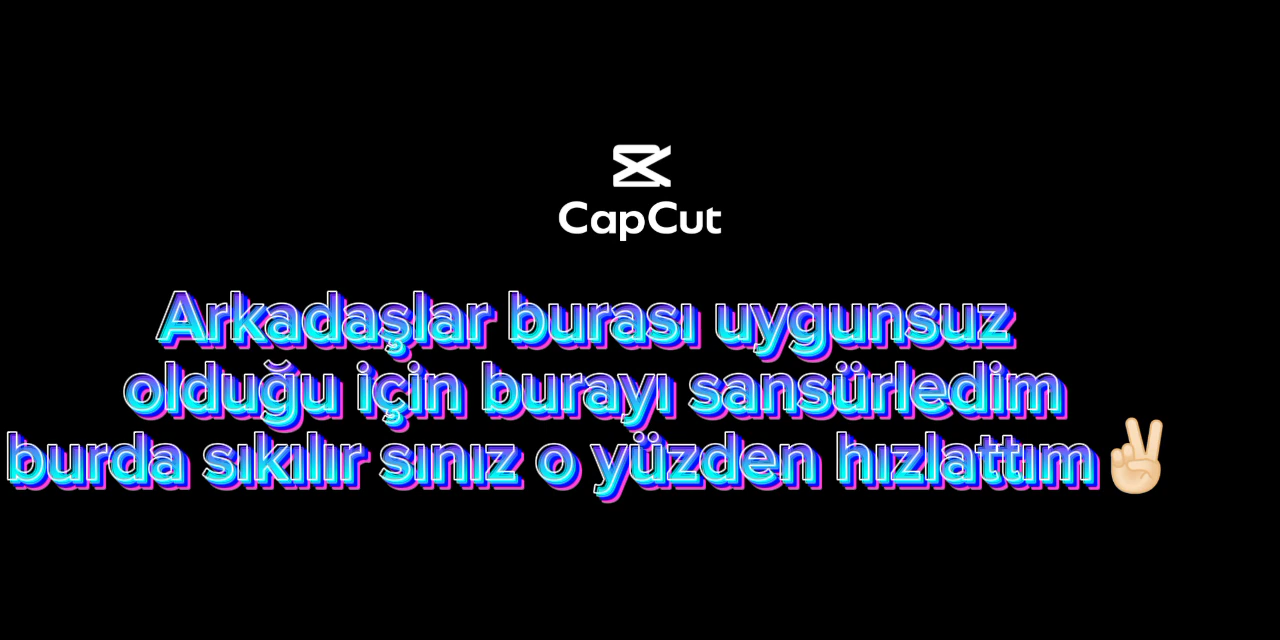 CapCut
Arkadaşlar burası uygunsuz
olduğu için burayı sansürledim
burda sıkılır sınız o yüzden hızlattım✌🏻